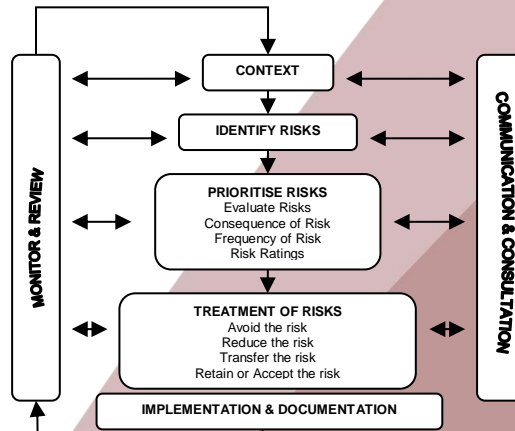 CONTEXT
IDENTIFY RISKS
PRIORITISE RISKS
Evaluate Risks
Consequence of Risk
Frequency of Risk
Risk Ratings
TREATMENT OF RISKS
Avoid the risk
Reduce the risk
Transfer the risk
Retain or Accept the risk
IMPLEMENTATION & DOCUMENTATION
MONITOR & REVIEW
COMMUNICATION & CONSULTATION